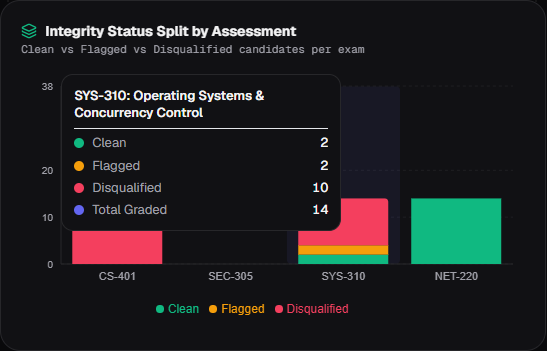 Integrity Status Split by Assessment
Clean vs Flagged vs Disqualified candidates per exam
38
20
10
0
SYS-310: Operating Systems &
Concurrency Control
Clean 2
Flagged 2
Disqualified 10
Total Graded 14
CS-401 SEC-305 SYS-310 NET-220
Clean Flagged Disqualified